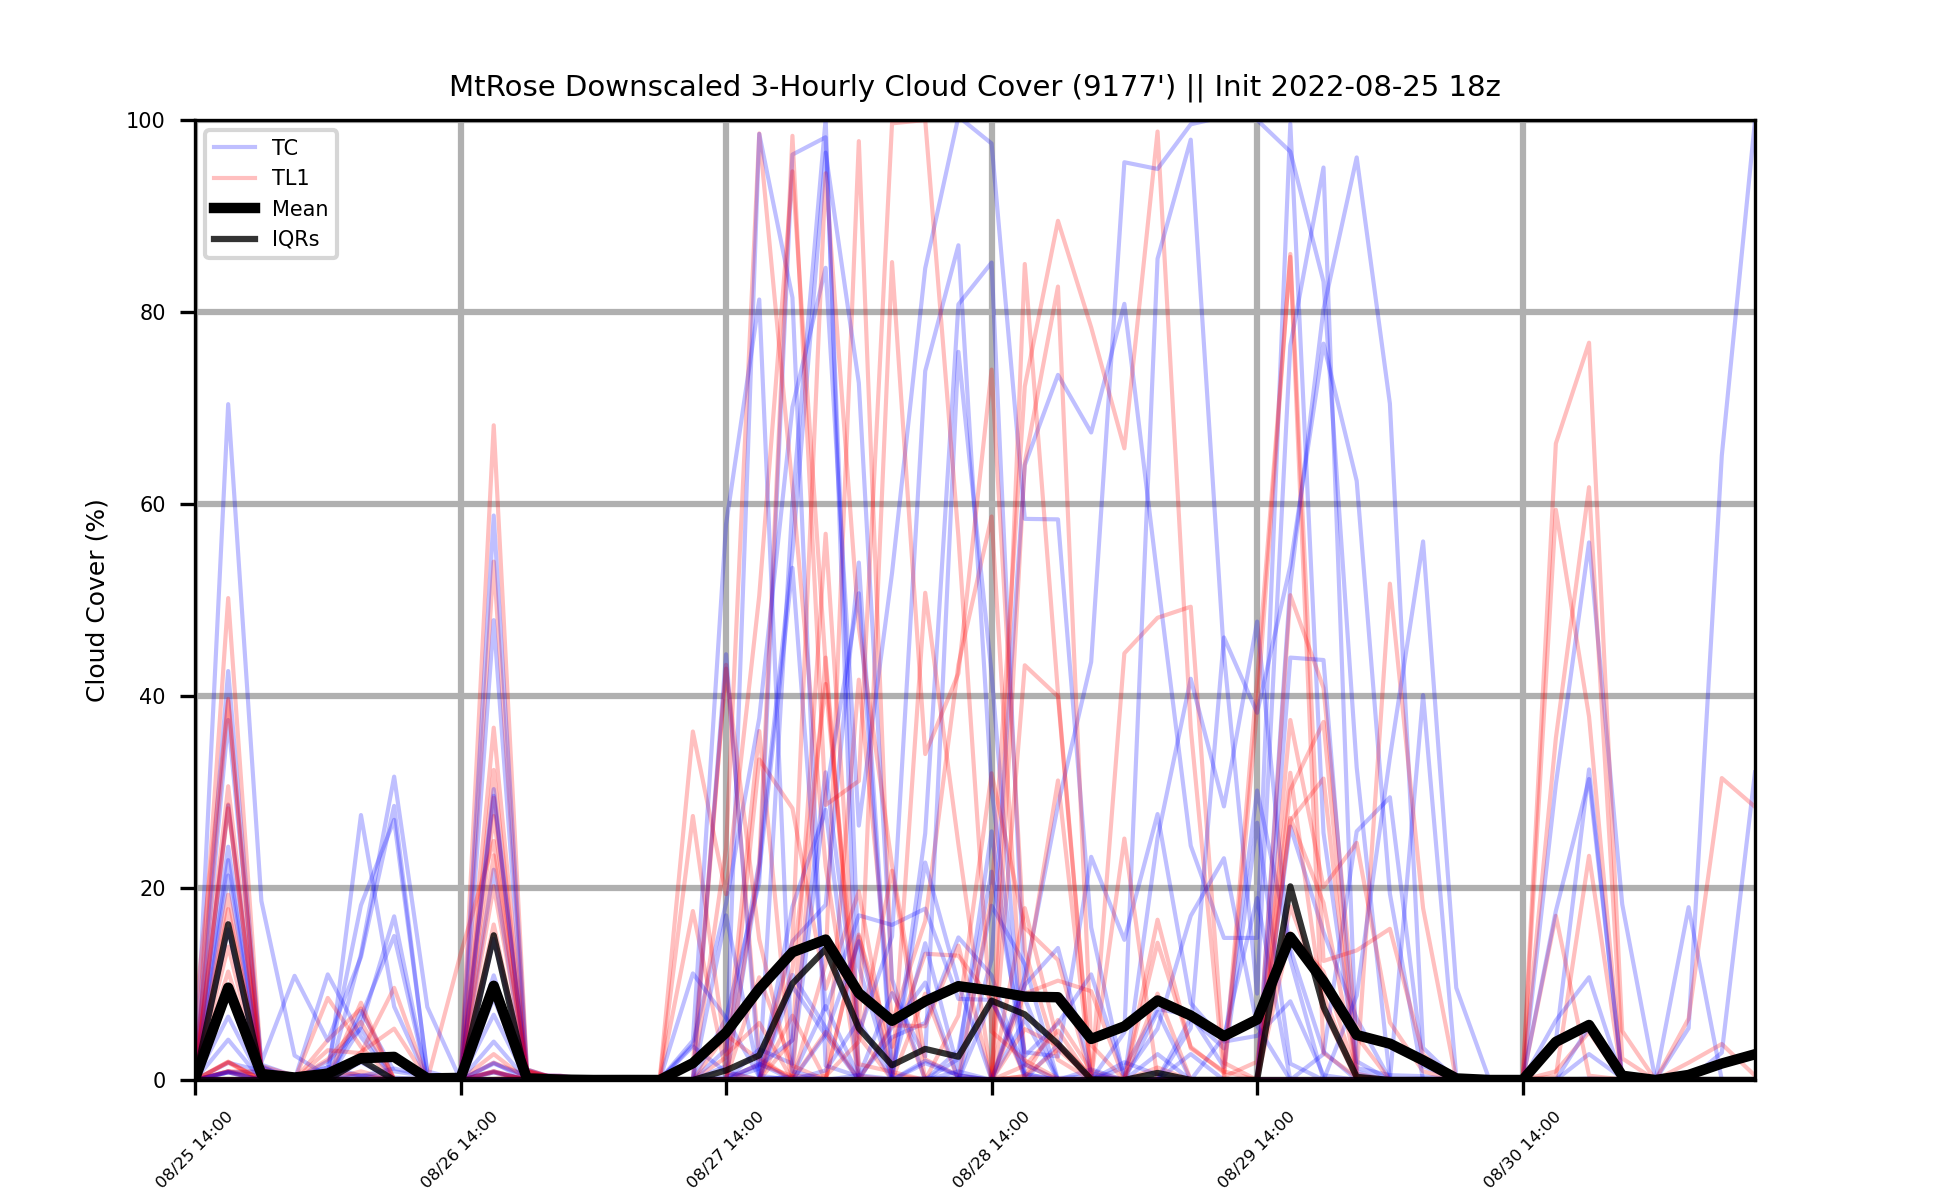 MtRose Downscaled 3-Hourly Cloud Cover (9177') || Init 2022-08-25 18z
100
80
60
40
20
0
Cloud Cover (%)
TC
TL1
Mean
IQRs
08/25 14:00
08/26 14:00
08/27 14:00
08/28 14:00
08/29 14:00
08/30 14:00